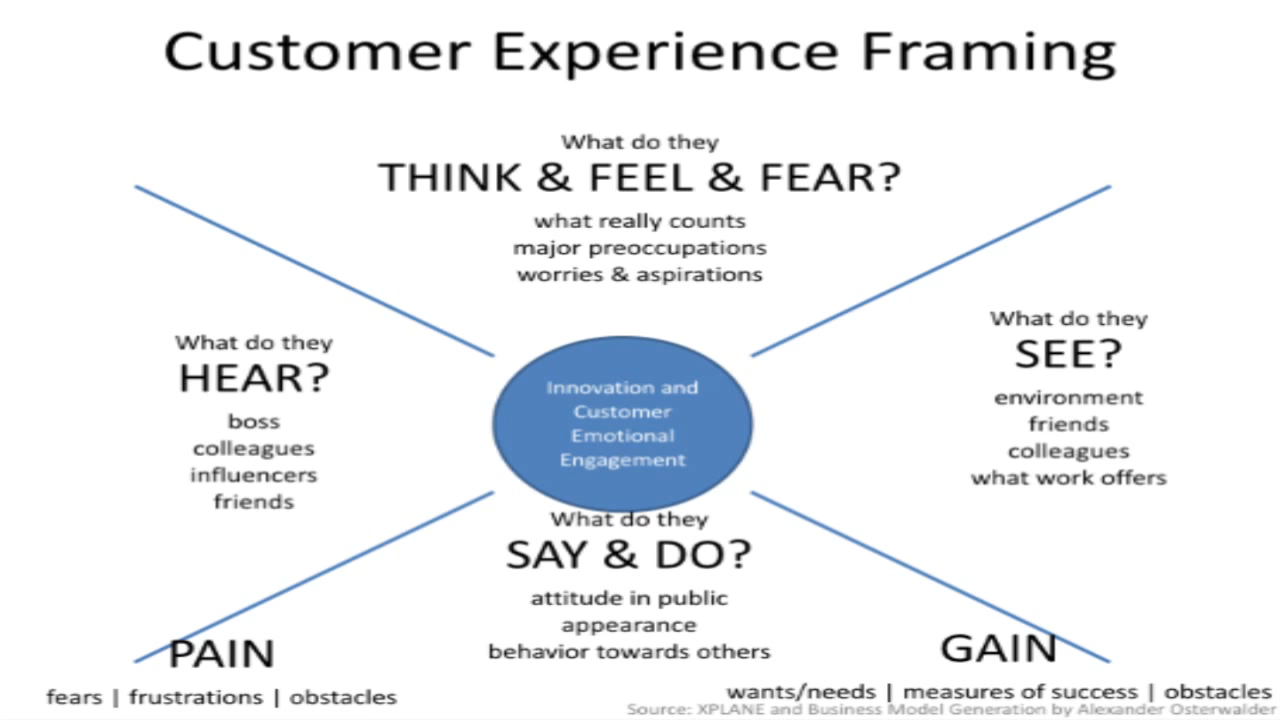 Customer Experience Framing
What do they
THINK & FEEL & FEAR?
what really counts
major preoccupations
worries & aspirations
What do they
HEAR?
boss
colleagues
influencers
friends
Innovation and
Customer
Emotional
Engagement
What do they
SEE?
environment
friends
colleagues
what work offers
What do they
SAY & DO?
attitude in public
appearance
behavior towards others
PAIN
fears | frustrations | obstacles
GAIN
wants/needs | measures of success | obstacles
Source: XPLANE and Business Model Generation by Alexander Osterwalder